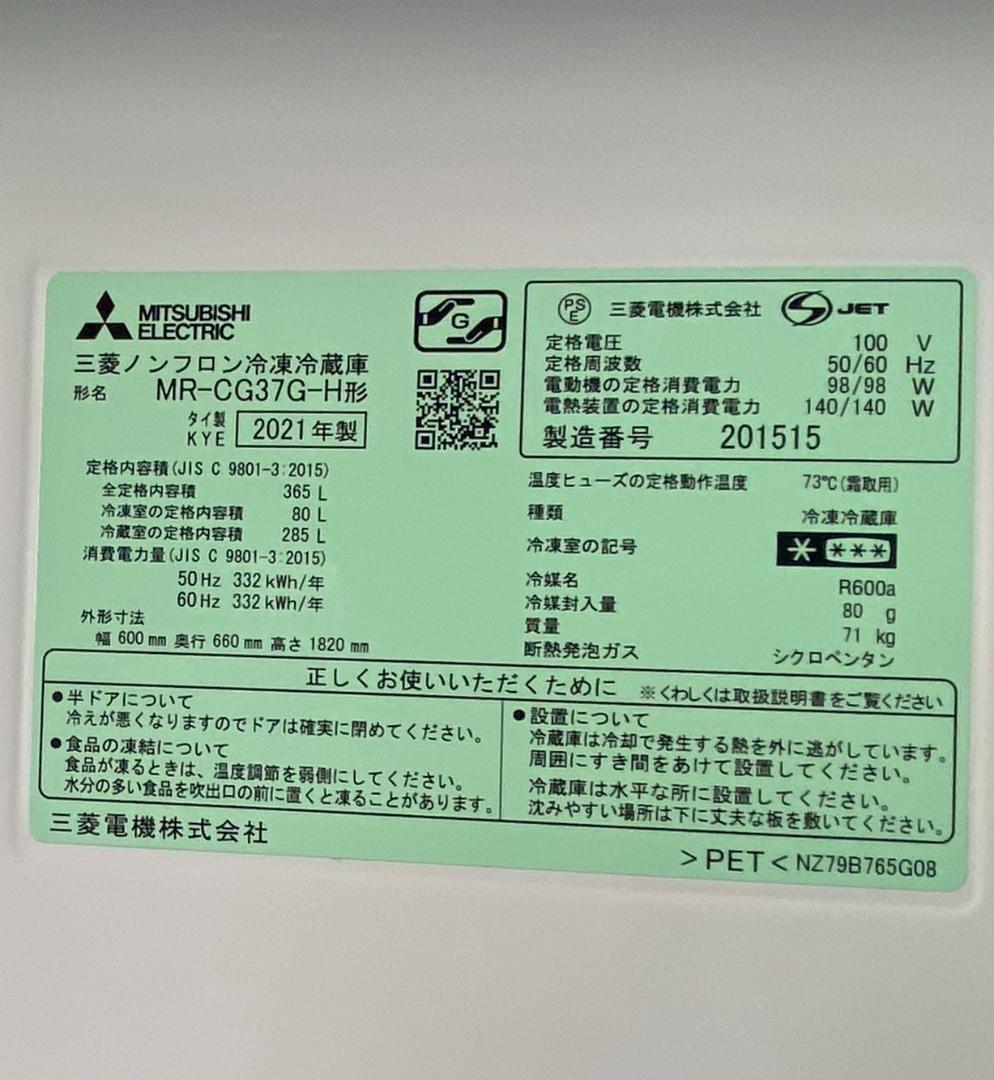 MITSUBISHI
ELECTRIC
三菱ノンフロン冷凍冷蔵庫
形名 MR-CG37G-H形
タイ製
KYE 2021年製
G
定格内容積(JIS C 9801-3:2015)
全定格内容積 365 L
冷凍室の定格内容積 80 L
冷蔵室の定格内容積 285 L
消費電力量(JIS C 9801-3:2015)
50Hz 332kWh/年
60Hz 332kWh/年
外形寸法
幅 600 mm 奥行 660 mm 高さ 1820 mm
PSE 三菱電機株式会社 S JET
定格電圧 100 V
定格周波数 50/60 Hz
電動機の定格消費電力 98/98 W
電熱装置の定格消費電力 140/140 W
製造番号 201515
温度ヒューズの定格動作温度 73℃(霜取用)
種類 冷凍冷蔵庫
冷凍室の記号 * ***
冷媒名 R600a
冷媒封入量 80 g
質量 71 kg
断熱発泡ガス シクロペンタン
正しくお使いいただくために ※くわしくは取扱説明書をご覧ください
●半ドアについて
冷えが悪くなりますのでドアは確実に閉めてください。
●食品の凍結について
食品が凍るときは、温度調節を弱側にしてください。
水分の多い食品を吹出口の前に置くと凍ることがあります。
●設置について
冷蔵庫は冷却で発生する熱を外に逃がしています。
周囲にすき間をあけて設置してください。
冷蔵庫は水平な所に設置してください。
沈みやすい場所は下に丈夫な板を敷いてください。
三菱電機株式会社
>PET< NZ79B765G08